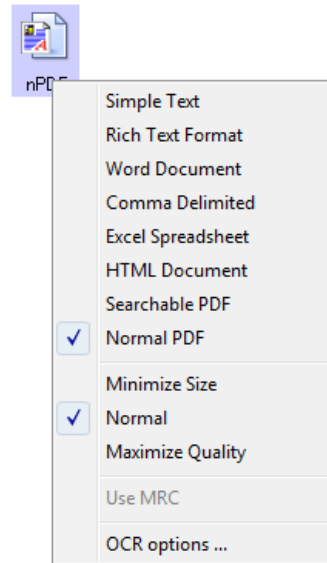 nPDF
Simple Text
Rich Text Format
Word Document
Comma Delimited
Excel Spreadsheet
HTML Document
Searchable PDF
Normal PDF
Minimize Size
Normal
Maximize Quality
Use MRC
OCR options ...